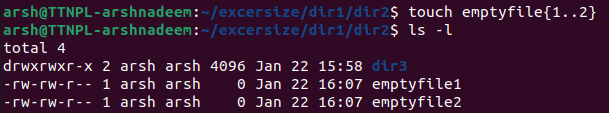 arsh@TTNPL-arshnadeem:~/excersize/dir1/dir2$ touch emptyfile{1..2}
arsh@TTNPL-arshnadeem:~/excersize/dir1/dir2$ ls -l
total 4
drwxrwxr-x 2 arsh arsh 4096 Jan 22 15:58 dir3
-rw-rw-r-- 1 arsh arsh    0 Jan 22 16:07 emptyfile1
-rw-rw-r-- 1 arsh arsh    0 Jan 22 16:07 emptyfile2